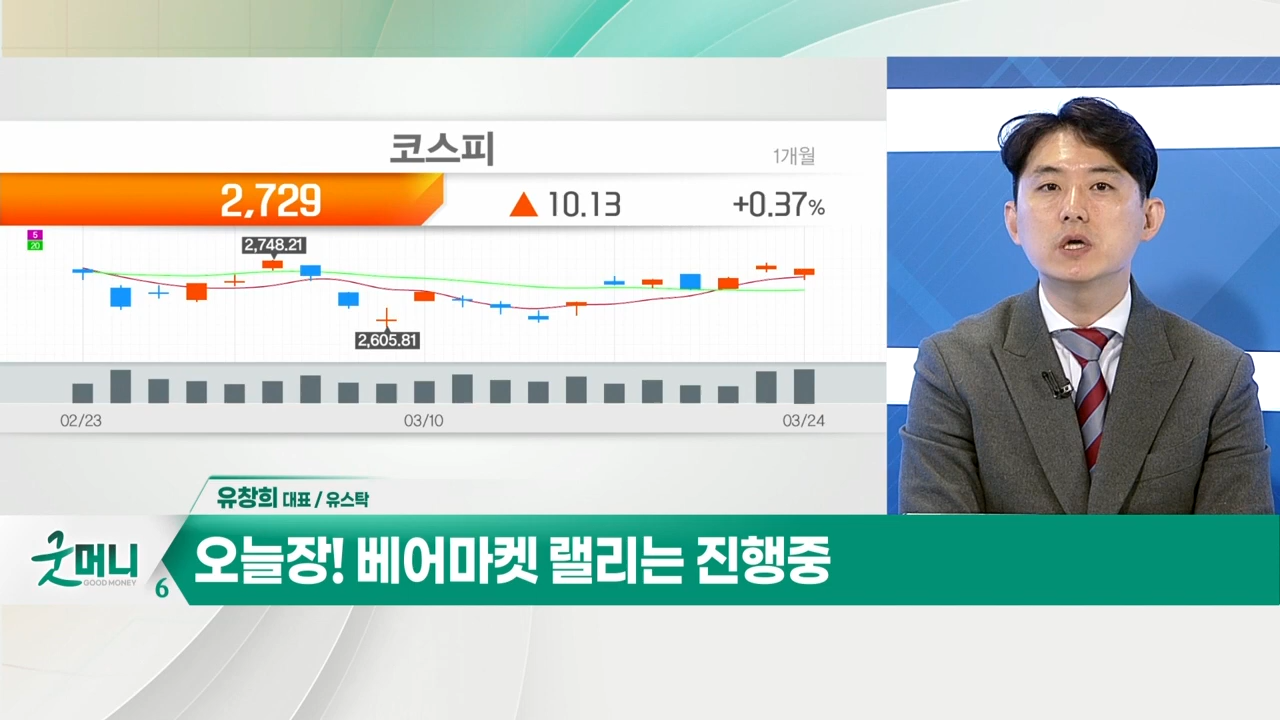 코스피
1개월
2,729 ▲ 10.13 +0.37%
5
20
2,748.21
2,605.81
02/23 03/10 03/24
유창희 대표 / 유스탁
굿머니
GOOD MONEY
6
오늘장! 베어마켓 랠리는 진행중